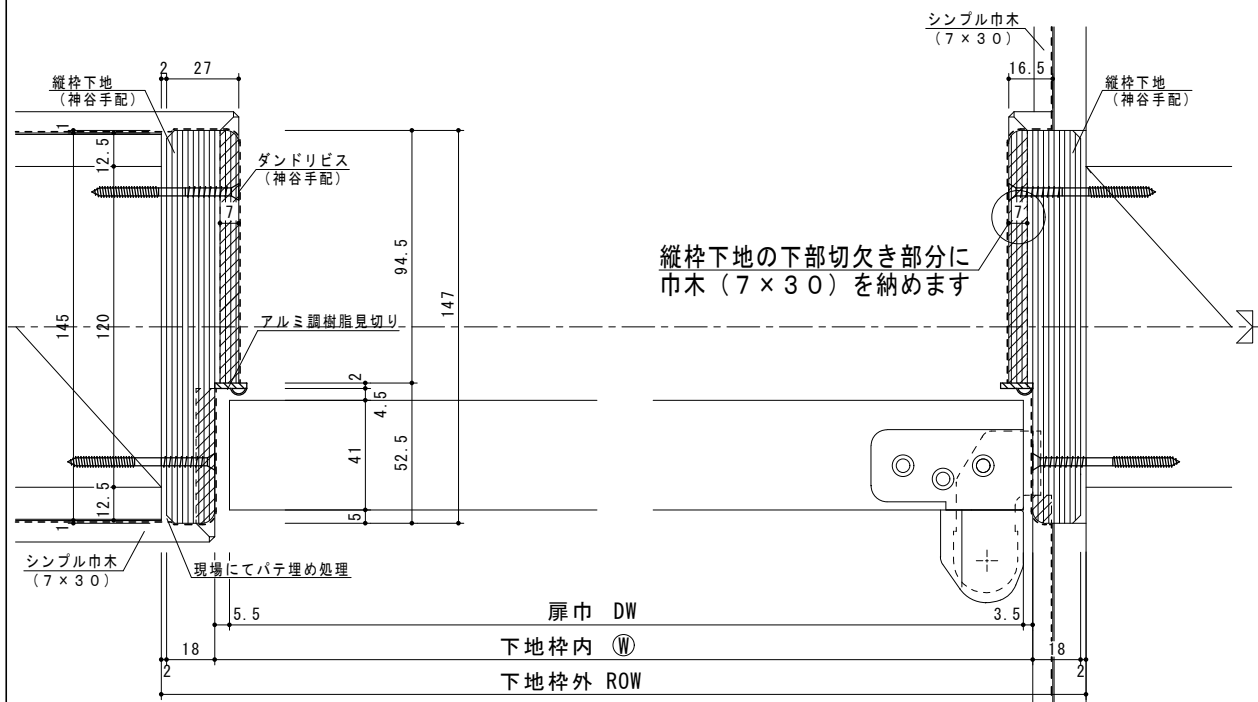 シンプル巾木
(7×30)
2
27
16.5
縦枠下地
(神谷手配)
縦枠下地
(神谷手配)
1
12.5
ダンドリビス
(神谷手配)
7
7
94.5
縦枠下地の下部切欠き部分に
巾木(7×30)を納めます
147
145
120
アルミ調樹脂見切り
2
4.5
41
52.5
12.5
1
5
シンプル巾木
(7×30)
現場にてパテ埋め処理
5.5
扉巾 DW
3.5
18
下地枠内 Ⓦ
18
2
2
下地枠外 ROW